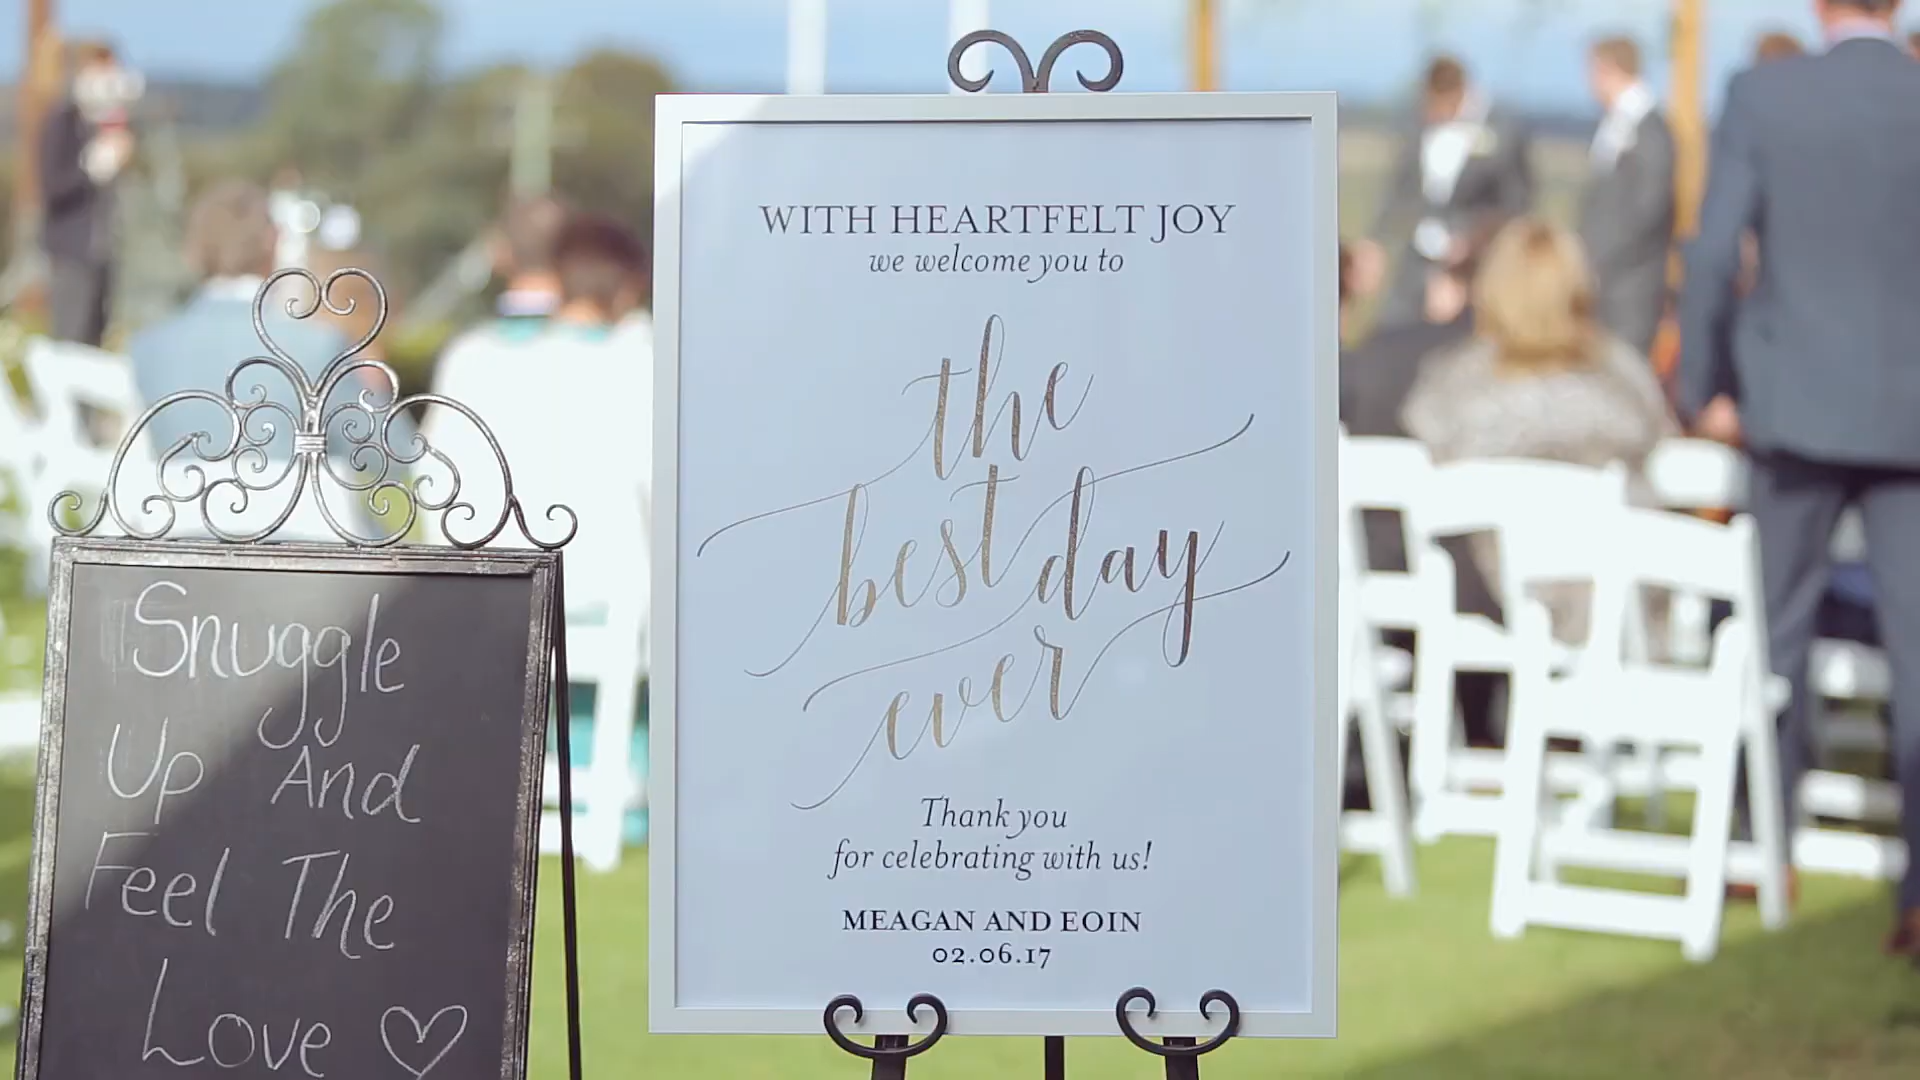 Snuggle
Up And
Feel The
Love
WITH HEARTFELT JOY
we welcome you to
the
best day
ever
Thank you
for celebrating with us!
MEAGAN AND EOIN
02.06.17